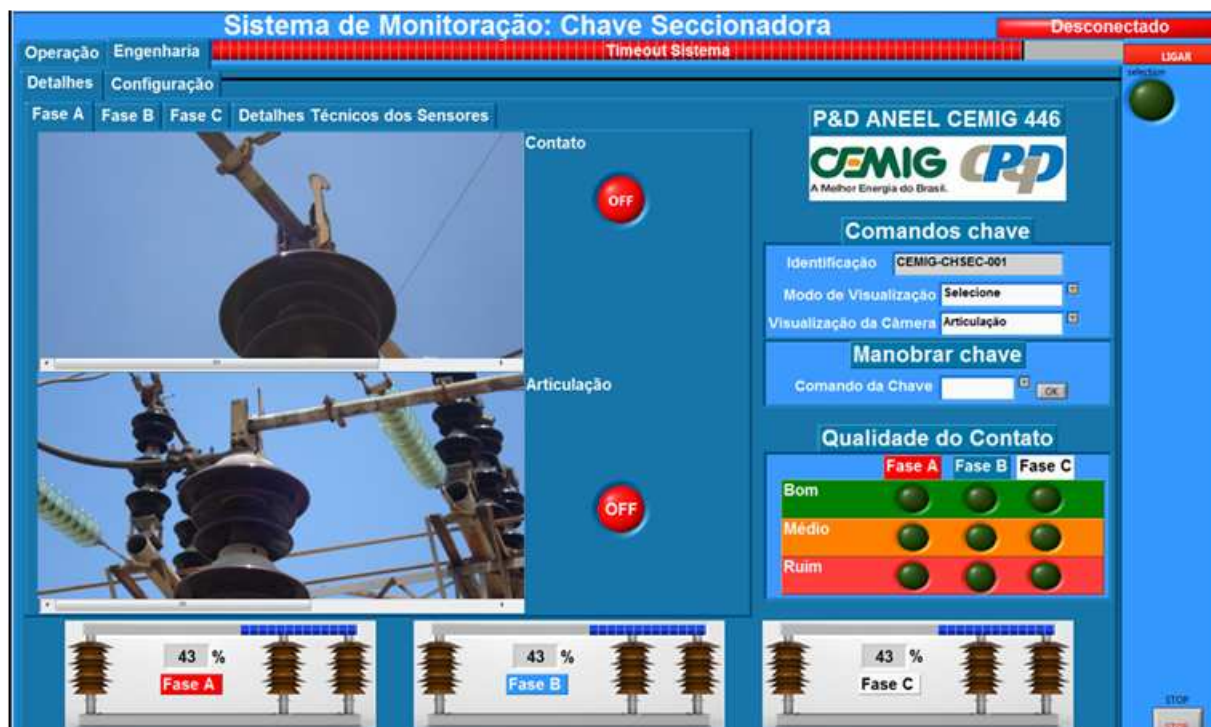 Sistema de Monitoração: Chave Seccionadora
Desconectado
Operação Engenharia
Timeout Sistema
LIGAR
Detalhes Configuração
selection
Fase A Fase B Fase C Detalhes Técnicos dos Sensores
Contato
OFF
Articulação
OFF
P&D ANEEL CEMIG 446
CEMIG CPqD
A Melhor Energia do Brasil.
Comandos chave
Identificação CEMIG-CHSEC-001
Modo de Visualização Selecione
Visualização da Câmera Articulação
Manobrar chave
Comando da Chave OK
Qualidade do Contato
Fase A Fase B Fase C
Bom
Médio
Ruim
43 %
Fase A
43 %
Fase B
43 %
Fase C
STOP
STOP